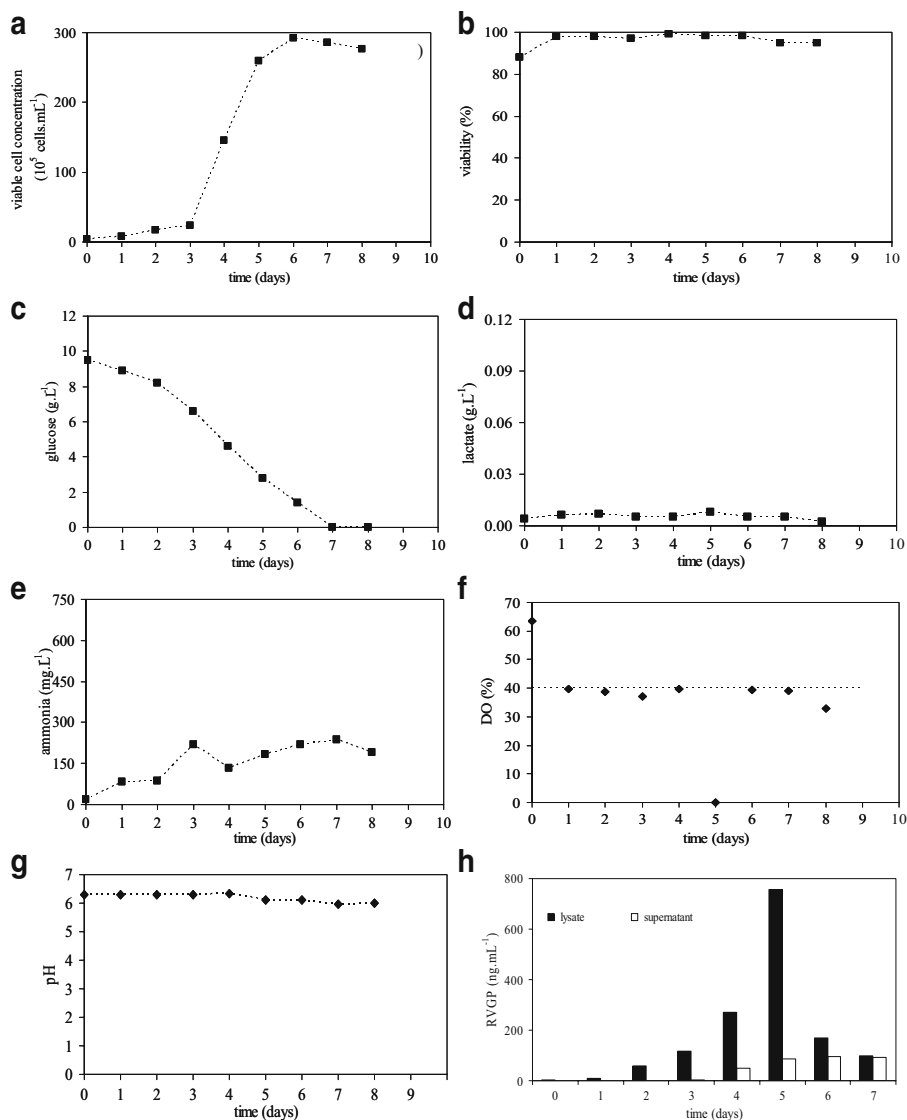 a
300
200
100
0
viable cell concentration
(10⁵ cells.mL⁻¹)
)
0 1 2 3 4 5 6 7 8 9 10
time (days)
b
100
80
60
40
20
0
viability (%)
0 1 2 3 4 5 6 7 8 9 10
time (days)
c
12
10
8
6
4
2
0
glucose (g.L⁻¹)
0 1 2 3 4 5 6 7 8 9 10
time (days)
d
0.12
0.09
0.06
0.03
0.00
lactate (g.L⁻¹)
0 1 2 3 4 5 6 7 8 9 10
time (days)
e
750
600
450
300
150
0
ammonia (mg.L⁻¹)
0 1 2 3 4 5 6 7 8 9 10
time (days)
f
70
60
50
40
30
20
10
0
DO (%)
0 1 2 3 4 5 6 7 8 9 10
time (days)
g
7
6
5
4
3
2
1
0
pH
0 1 2 3 4 5 6 7 8 9
time (days)
h
800
600
400
200
0
RVGP (ng.mL⁻¹)
lysate
supernatant
0 1 2 3 4 5 6 7
time (days)